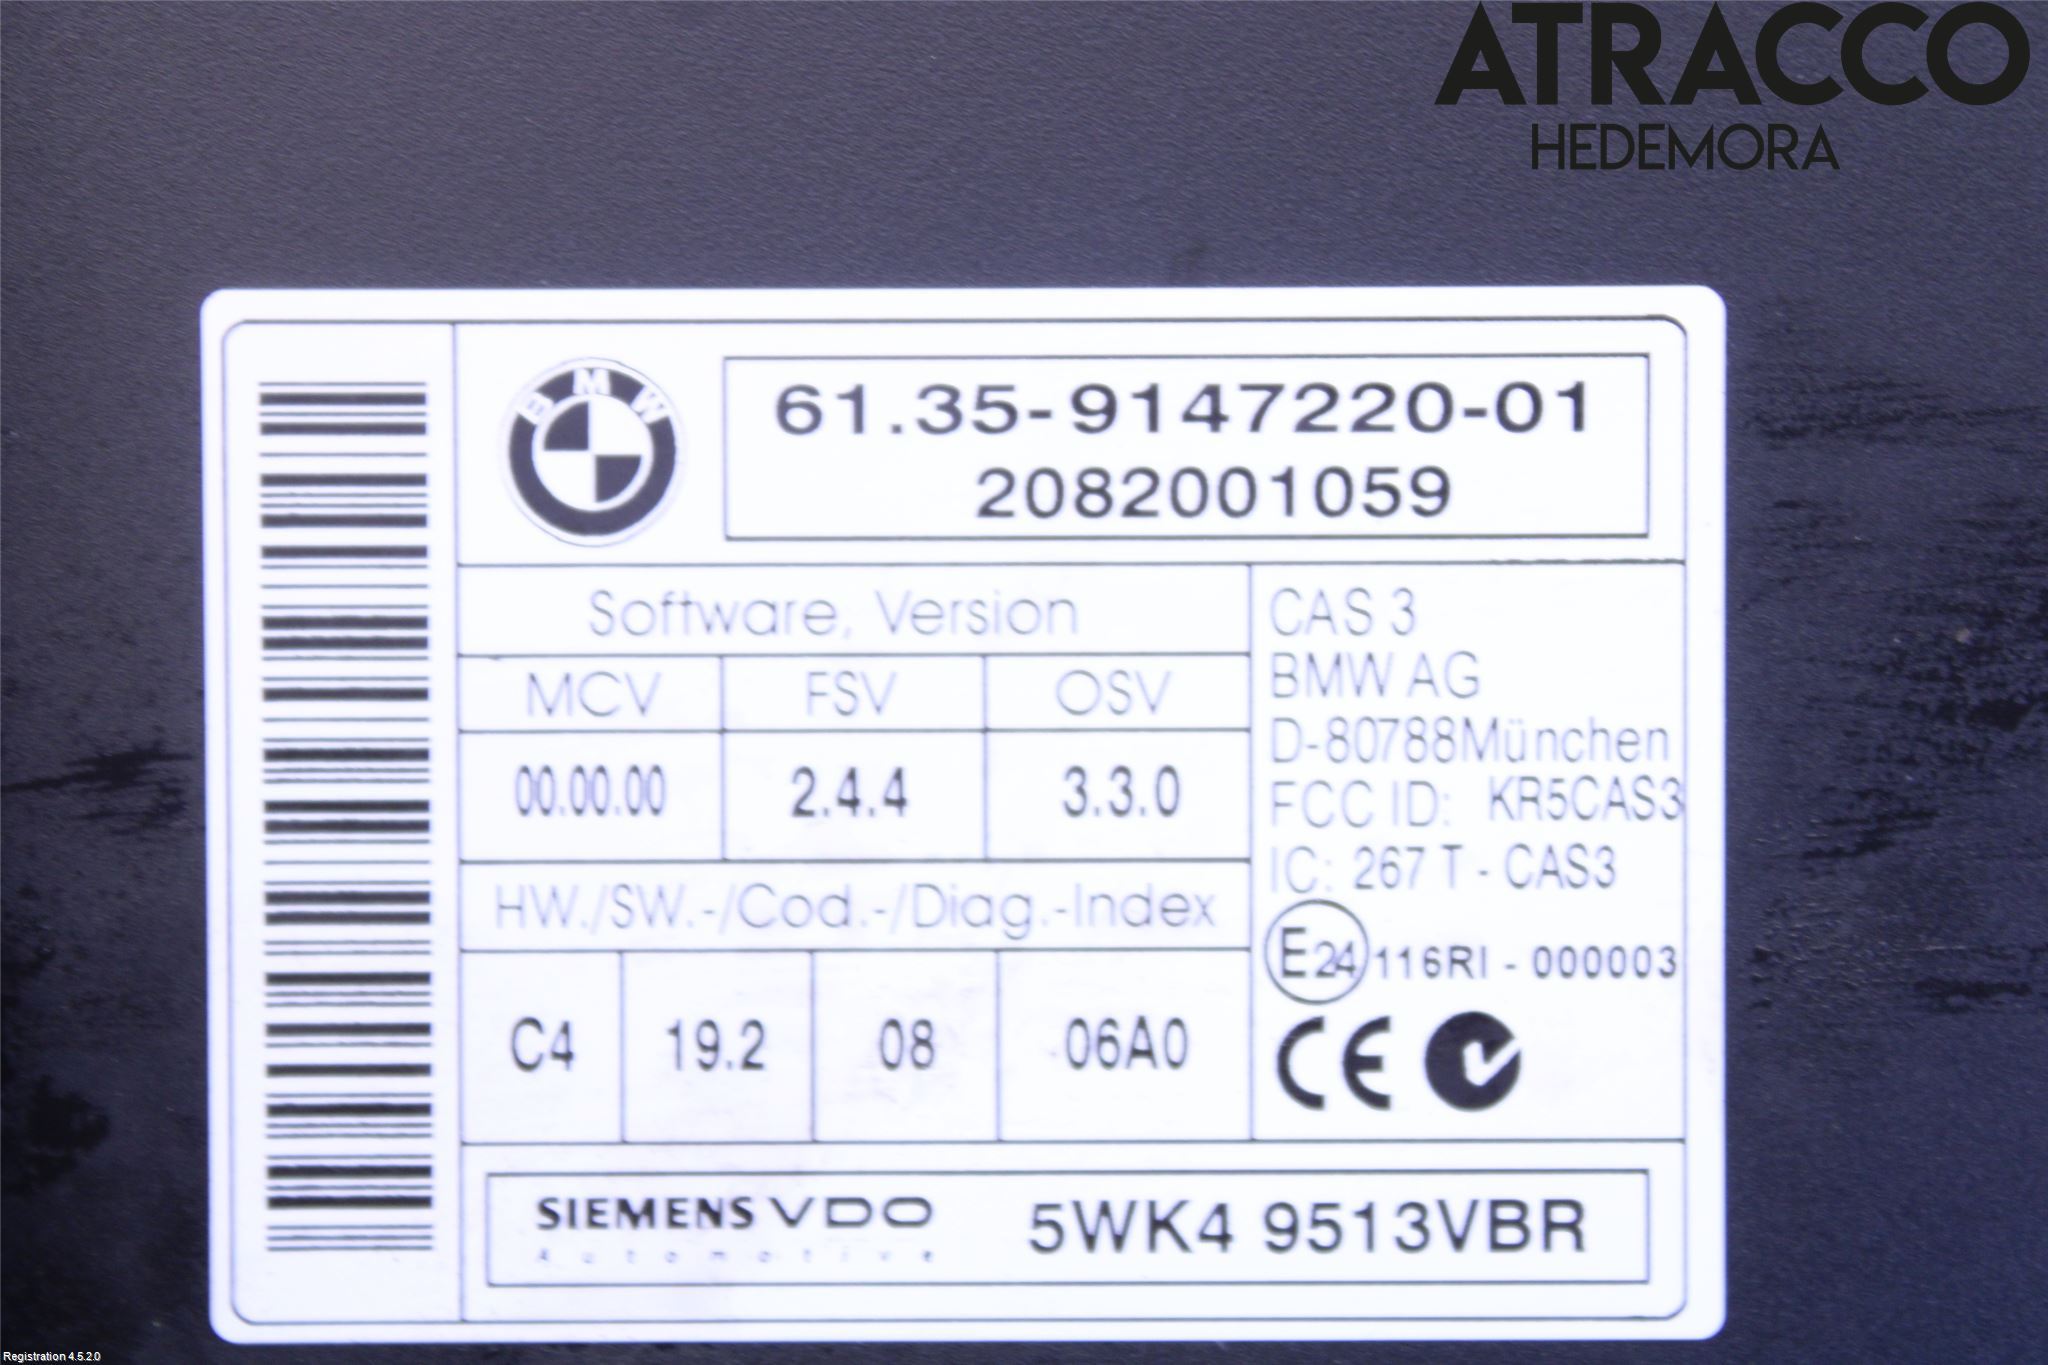 ATRACCO
HEDEMORA
BMW
61.35-9147220-01
2082001059
Software, Version
MCV FSV OSV
00.00.00 2.4.4 3.3.0
HW./SW.-/Cod.-/Diag.-Index
C4 19.2 08 06A0
CAS 3
BMW AG
D-80788München
FCC ID: KR5CAS3
IC: 267 T - CAS3
E24 116RI - 000003
CE
SIEMENS VDO
Automotive
5WK4 9513VBR
Registration 4.5.2.0